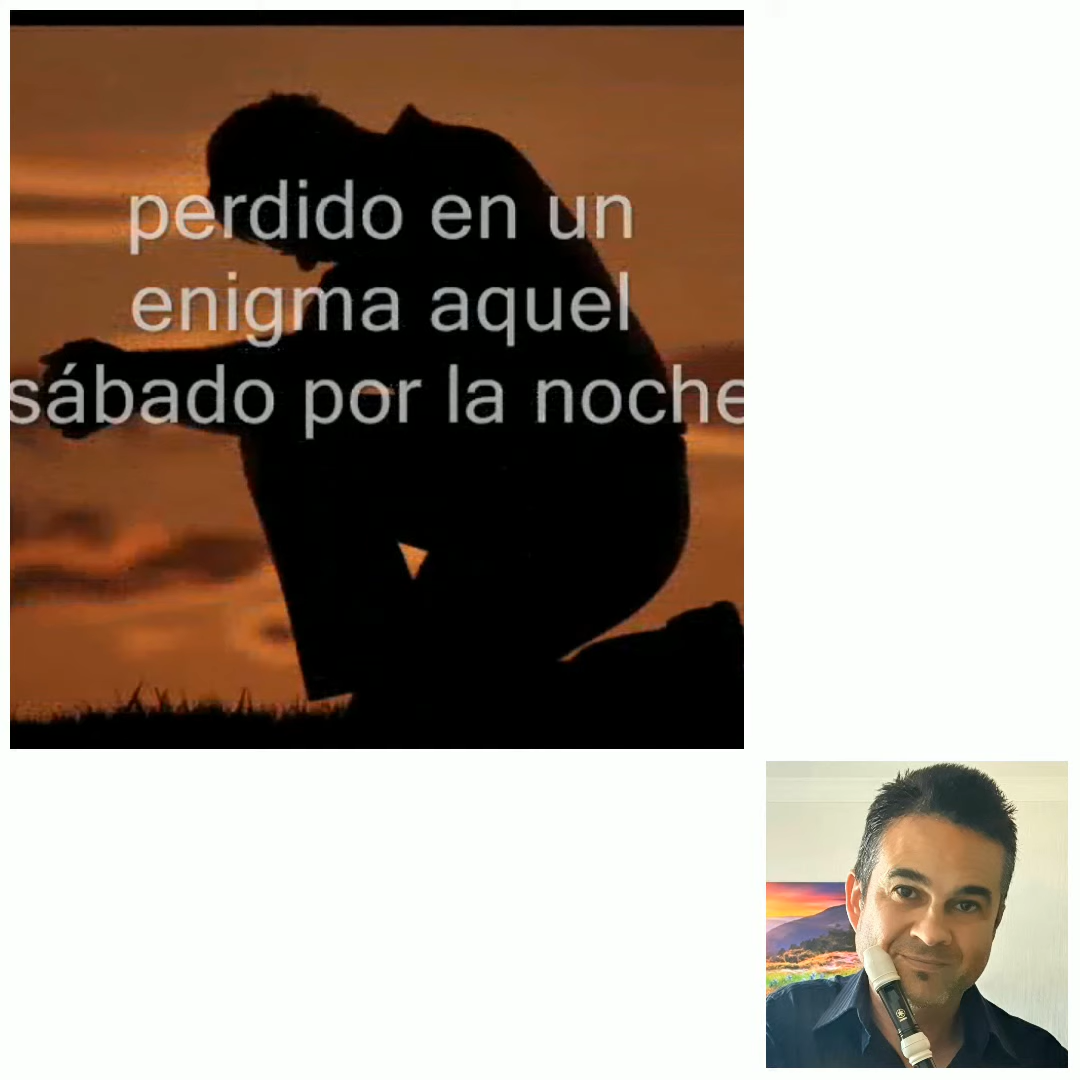 perdido en un
enigma aquel
sábado por la noche